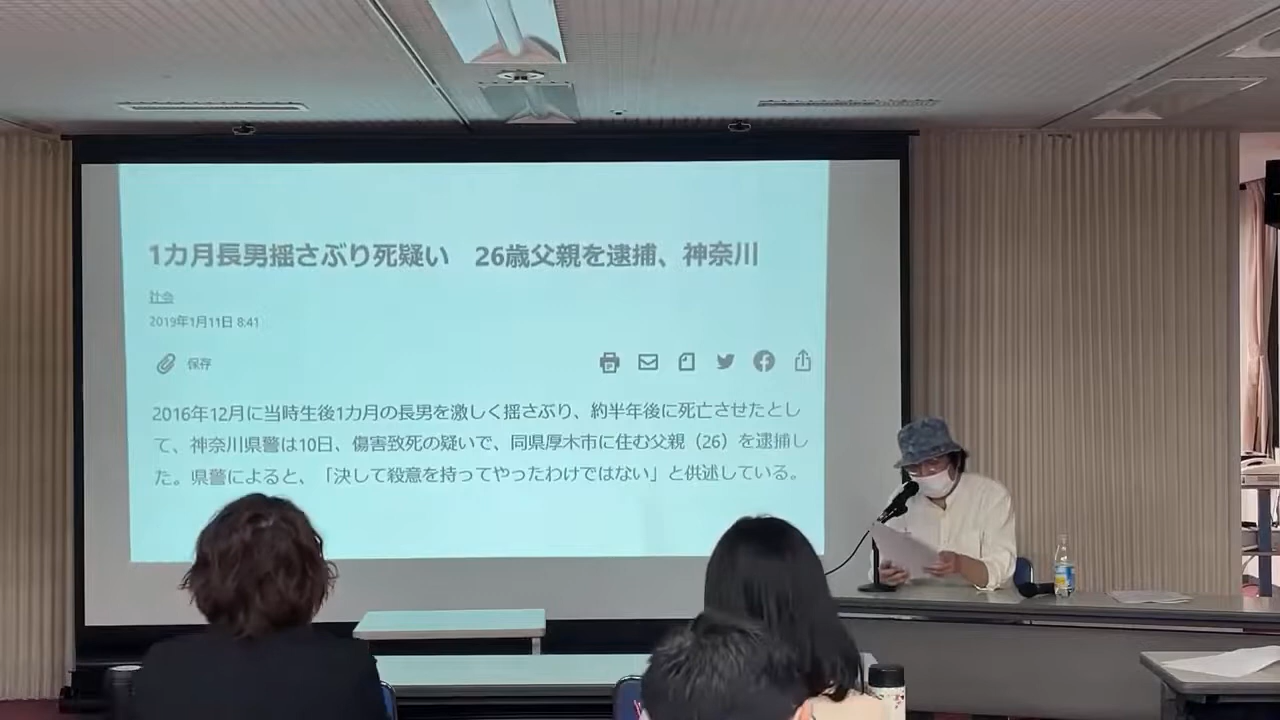 1カ月長男揺さぶり死疑い　26歳父親を逮捕、神奈川
社会
2019年1月11日 8:41
保存
2016年12月に当時生後1カ月の長男を激しく揺さぶり、約半年後に死亡させたとし
て、神奈川県警は10日、傷害致死の疑いで、同県厚木市に住む父親（26）を逮捕し
た。県警によると、「決して殺意を持ってやったわけではない」と供述している。